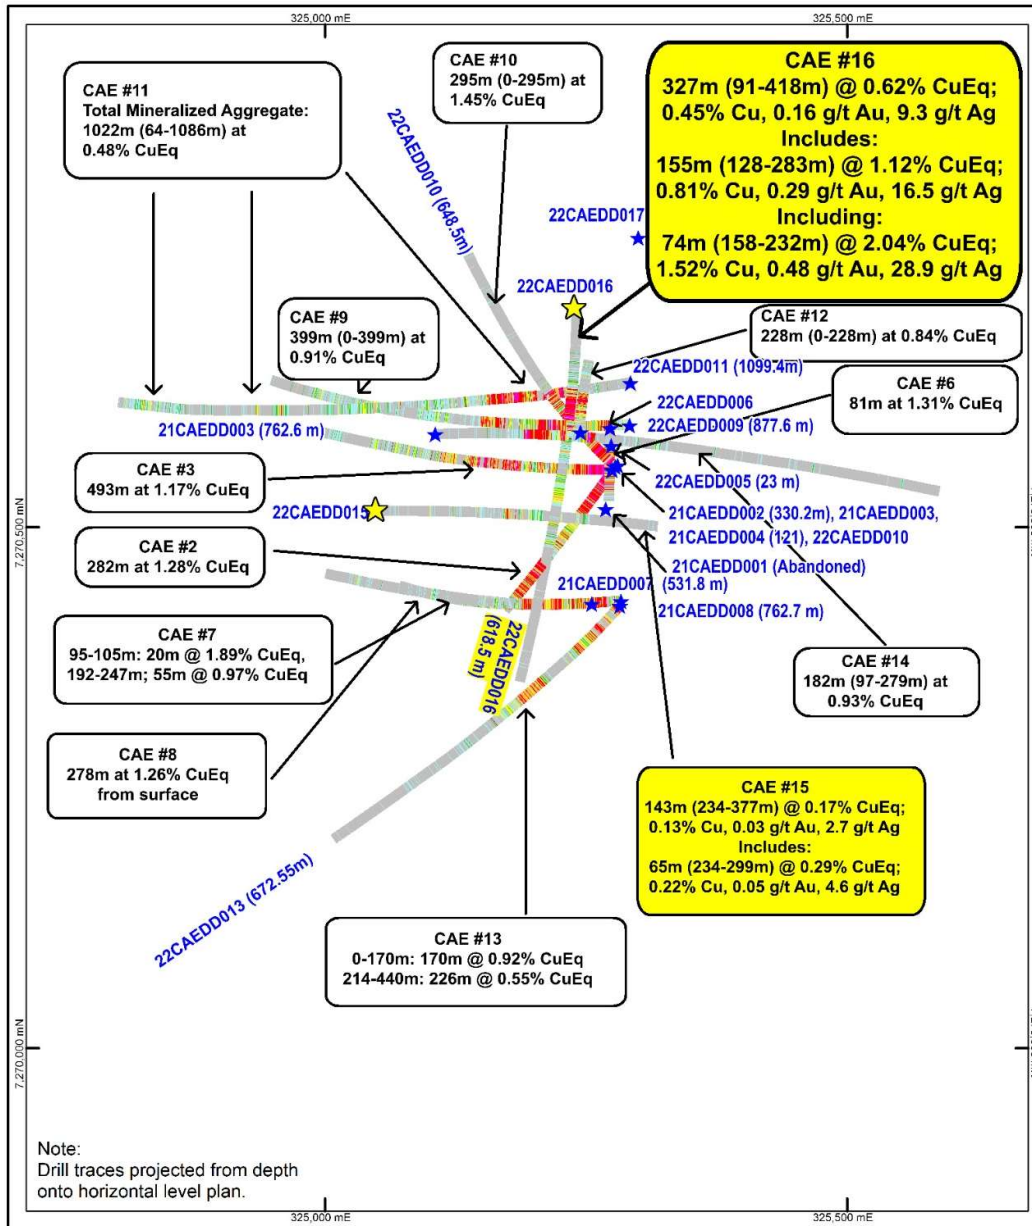 325,000 mE
325,500 mE
CAE #11
Total Mineralized Aggregate:
1022m (64-1086m) at
0.48% CuEq
CAE #10
295m (0-295m) at
1.45% CuEq
CAE #16
327m (91-418m) @ 0.62% CuEq;
0.45% Cu, 0.16 g/t Au, 9.3 g/t Ag
Includes:
155m (128-283m) @ 1.12% CuEq;
0.81% Cu, 0.29 g/t Au, 16.5 g/t Ag
Including:
74m (158-232m) @ 2.04% CuEq;
1.52% Cu, 0.48 g/t Au, 28.9 g/t Ag
22CAEDD010 (648.5m)
22CAEDD017
22CAEDD016
CAE #9
399m (0-399m) at
0.91% CuEq
CAE #12
228m (0-228m) at 0.84% CuEq
22CAEDD011 (1099.4m)
CAE #6
81m at 1.31% CuEq
22CAEDD006
21CAEDD003 (762.6 m)
22CAEDD009 (877.6 m)
CAE #3
493m at 1.17% CuEq
22CAEDD005 (23 m)
22CAEDD015
21CAEDD002 (330.2m), 21CAEDD003,
21CAEDD004 (121), 22CAEDD010
7,270,500 mN
CAE #2
282m at 1.28% CuEq
21CAEDD001 (Abandoned)
21CAEDD007 (531.8 m)
21CAEDD008 (762.7 m)
CAE #7
95-105m: 20m @ 1.89% CuEq,
192-247m; 55m @ 0.97% CuEq
22CAEDD016
(618.5 m)
CAE #14
182m (97-279m) at
0.93% CuEq
CAE #8
278m at 1.26% CuEq
from surface
CAE #15
143m (234-377m) @ 0.17% CuEq;
0.13% Cu, 0.03 g/t Au, 2.7 g/t Ag
Includes:
65m (234-299m) @ 0.29% CuEq;
0.22% Cu, 0.05 g/t Au, 4.6 g/t Ag
22CAEDD013 (672.55m)
CAE #13
0-170m: 170m @ 0.92% CuEq
214-440m: 226m @ 0.55% CuEq
7,270,000 mN
Note:
Drill traces projected from depth
onto horizontal level plan.
325,000 mE
325,500 mE